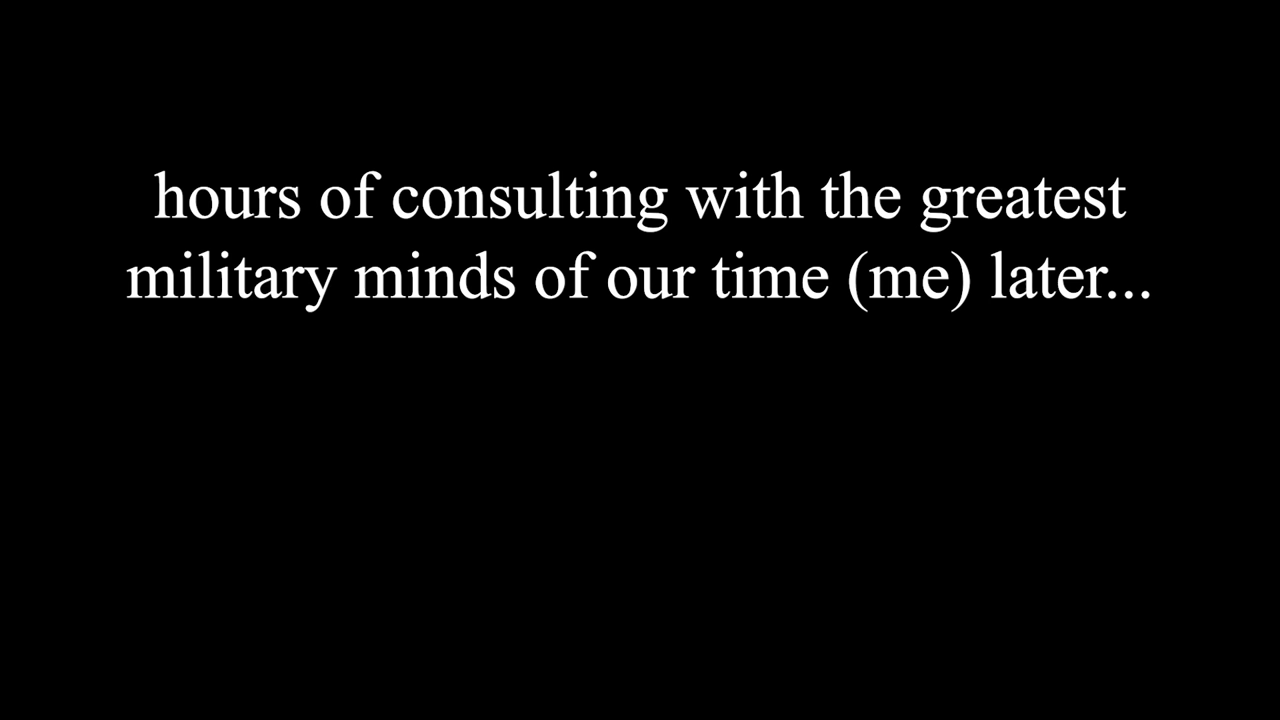 hours of consulting with the greatest
military minds of our time (me) later...